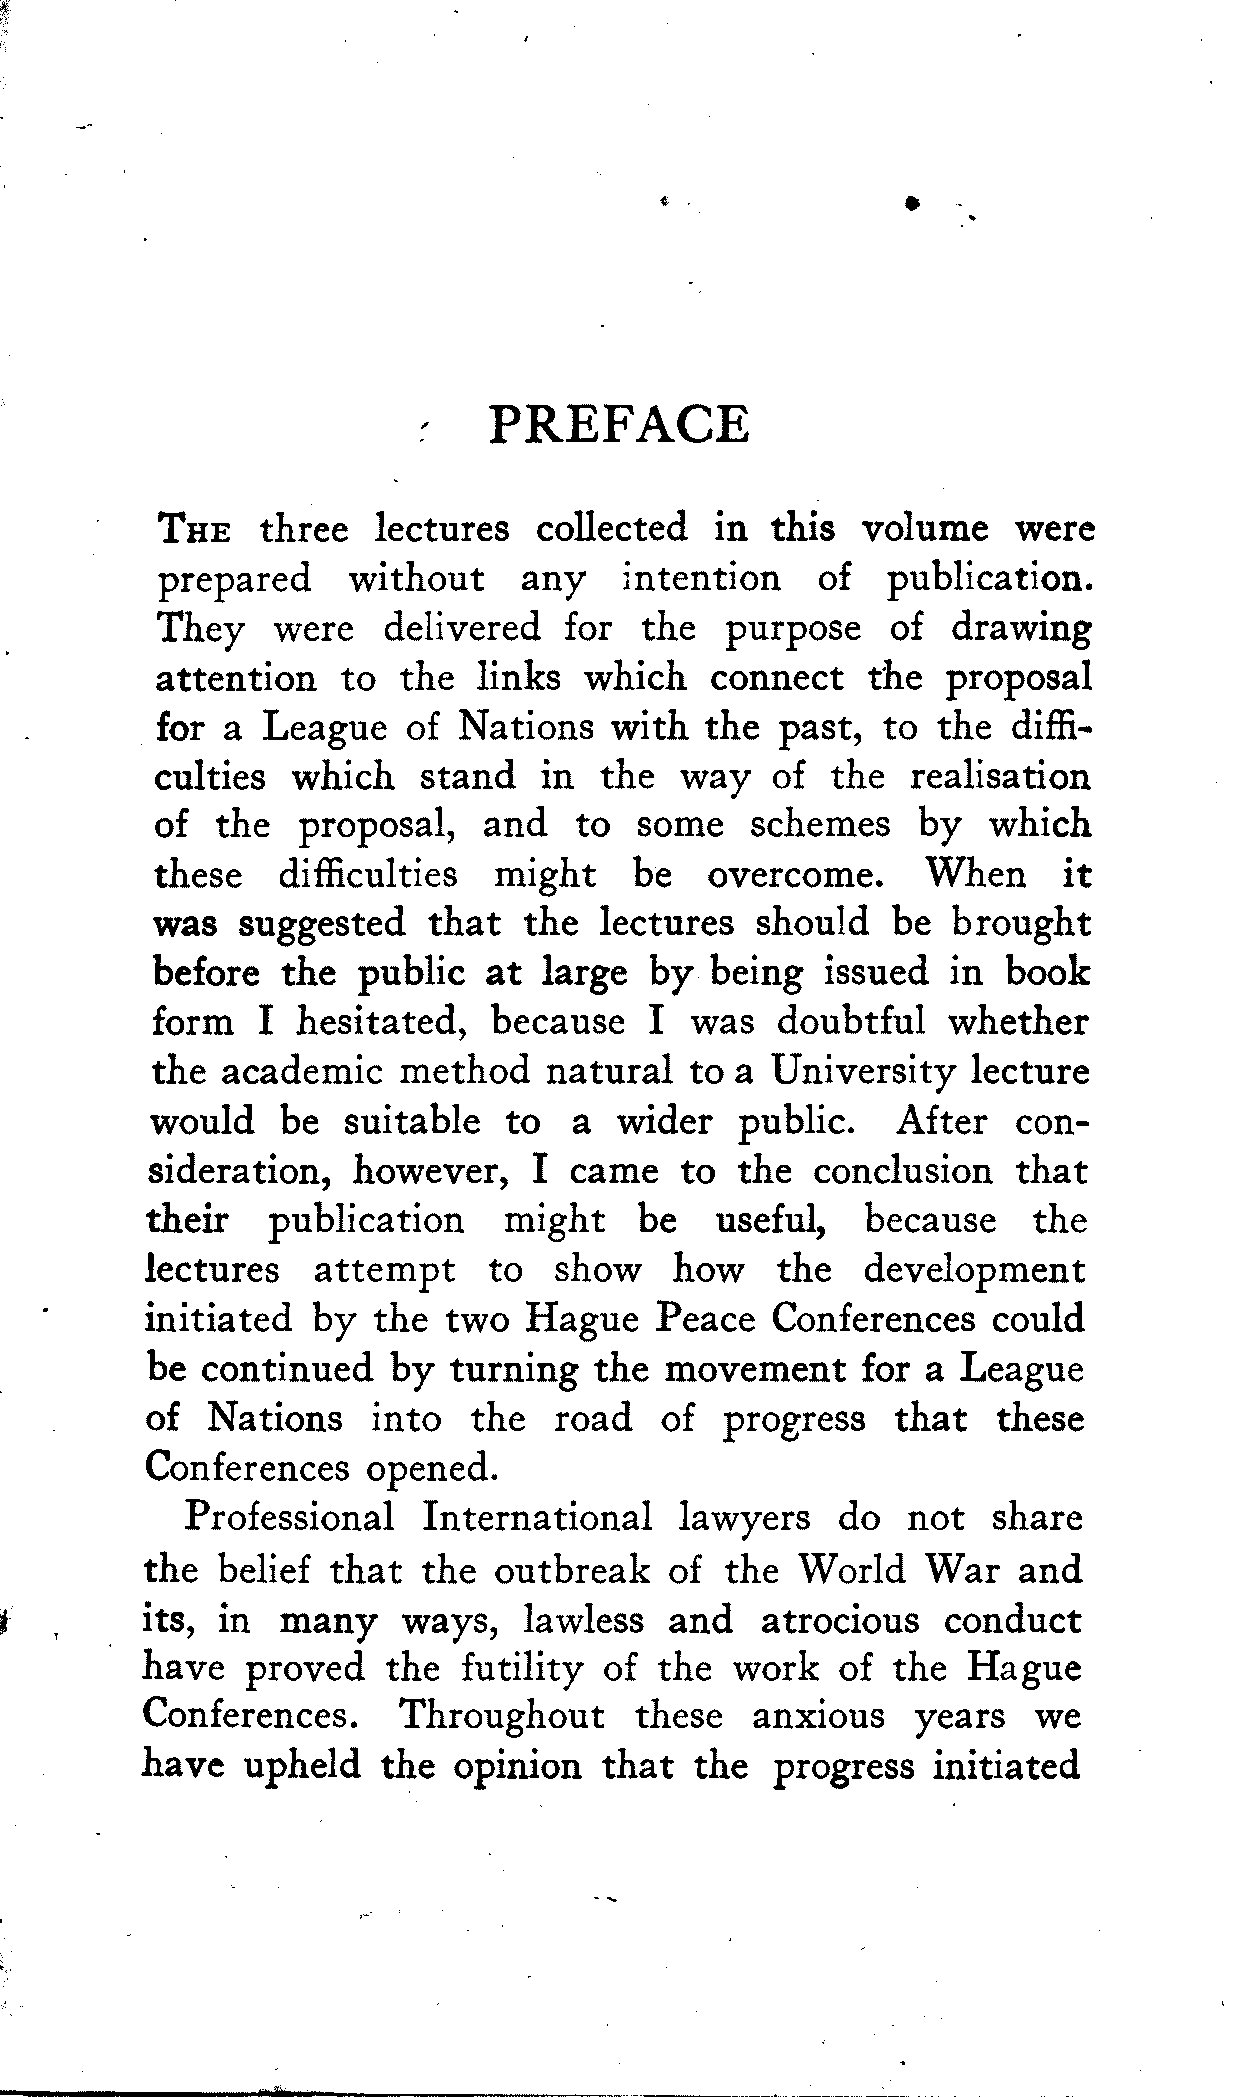 PREFACE
THE three lectures collected in this volume were
prepared without any intention of publication.
They were delivered for the purpose of drawing
attention to the links which connect the proposal
for a League of Nations with the past, to the diffi-
culties which stand in the way of the realisation
of the proposal, and to some schemes by which
these difficulties might be overcome. When it
was suggested that the lectures should be brought
before the public at large by being issued in book
form I hesitated, because I was doubtful whether
the academic method natural to a University lecture
would be suitable to a wider public. After con-
sideration, however, I came to the conclusion that
their publication might be useful, because the
lectures attempt to show how the development
initiated by the two Hague Peace Conferences could
be continued by turning the movement for a League
of Nations into the road of progress that these
Conferences opened.
Professional International lawyers do not share
the belief that the outbreak of the World War and
its, in many ways, lawless and atrocious conduct
have proved the futility of the work of the Hague
Conferences. Throughout these anxious years we
have upheld the opinion that the progress initiated